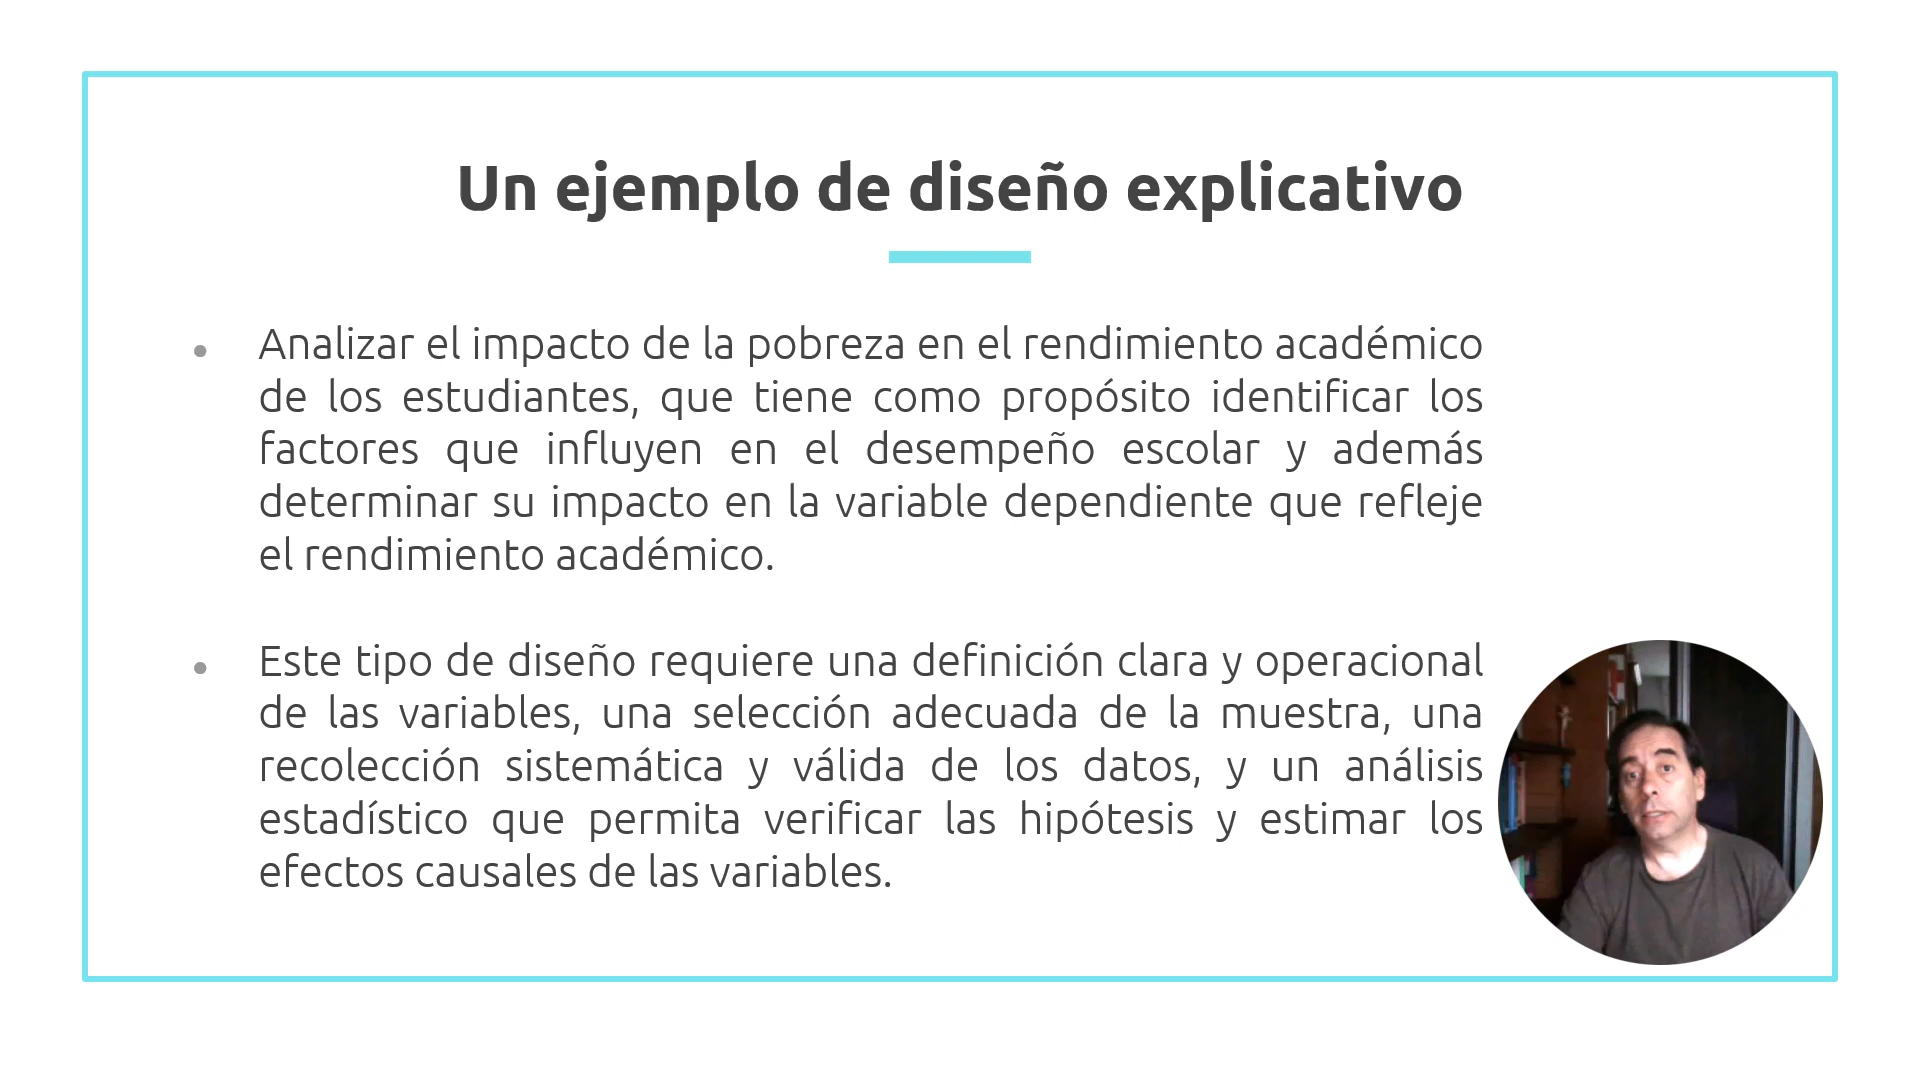 Un ejemplo de diseño explicativo
Analizar el impacto de la pobreza en el rendimiento académico
de los estudiantes, que tiene como propósito identificar los
factores que influyen en el desempeño escolar y además
determinar su impacto en la variable dependiente que refleje
el rendimiento académico.
Este tipo de diseño requiere una definición clara y operacional
de las variables, una selección adecuada de la muestra, una
recolección sistemática y válida de los datos, y un análisis
estadístico que permita verificar las hipótesis y estimar los
efectos causales de las variables.